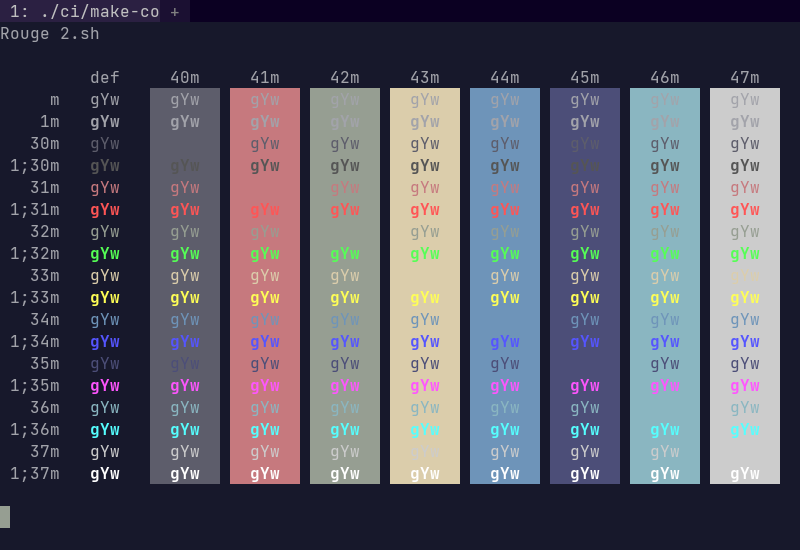 1: ./ci/make-co +
Rouge 2.sh
def 40m 41m 42m 43m 44m 45m 46m 47m
m gYw gYw gYw gYw gYw gYw gYw gYw gYw
1m gYw gYw gYw gYw gYw gYw gYw gYw gYw
30m gYw gYw gYw gYw gYw gYw gYw gYw
1;30m gYw gYw gYw gYw gYw gYw gYw gYw gYw
31m gYw gYw gYw gYw gYw gYw gYw gYw
1;31m gYw gYw gYw gYw gYw gYw gYw gYw gYw
32m gYw gYw gYw gYw gYw gYw gYw gYw
1;32m gYw gYw gYw gYw gYw gYw gYw gYw gYw
33m gYw gYw gYw gYw gYw gYw gYw gYw
1;33m gYw gYw gYw gYw gYw gYw gYw gYw gYw
34m gYw gYw gYw gYw gYw gYw gYw gYw
1;34m gYw gYw gYw gYw gYw gYw gYw gYw gYw
35m gYw gYw gYw gYw gYw gYw gYw gYw
1;35m gYw gYw gYw gYw gYw gYw gYw gYw gYw
36m gYw gYw gYw gYw gYw gYw gYw gYw
1;36m gYw gYw gYw gYw gYw gYw gYw gYw gYw
37m gYw gYw gYw gYw gYw gYw gYw gYw
1;37m gYw gYw gYw gYw gYw gYw gYw gYw gYw